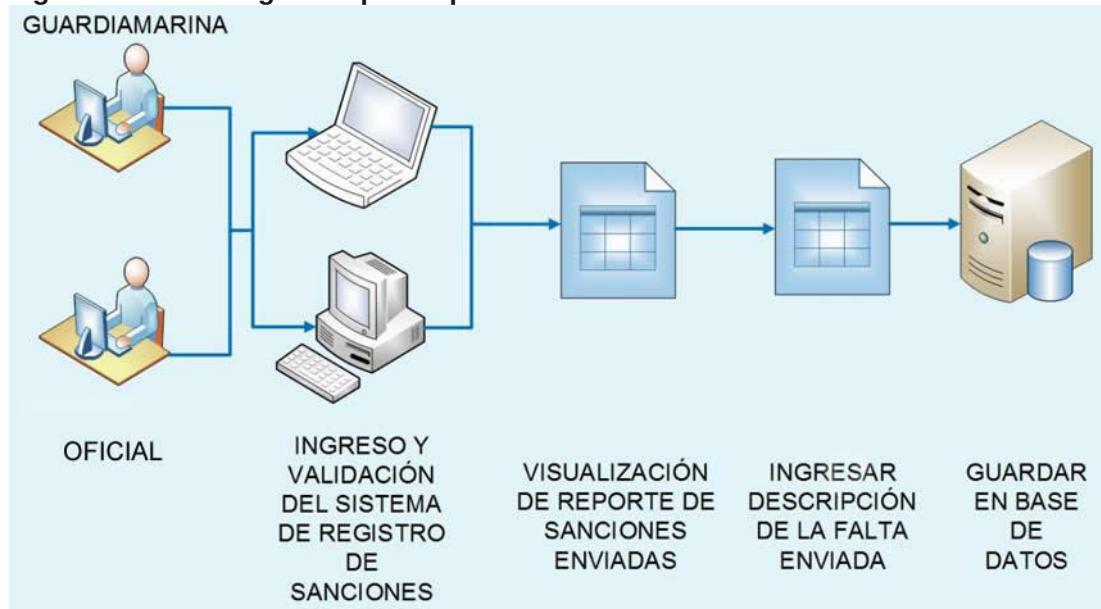 GUARDIAMARINA
OFICIAL
INGRESO Y
VALIDACIÓN
DEL SISTEMA
DE REGISTRO
DE
SANCIONES
VISUALIZACIÓN
DE REPORTE DE
SANCIONES
ENVIADAS
INGRESAR
DESCRIPCIÓN
DE LA FALTA
ENVIADA
GUARDAR
EN BASE
DE
DATOS